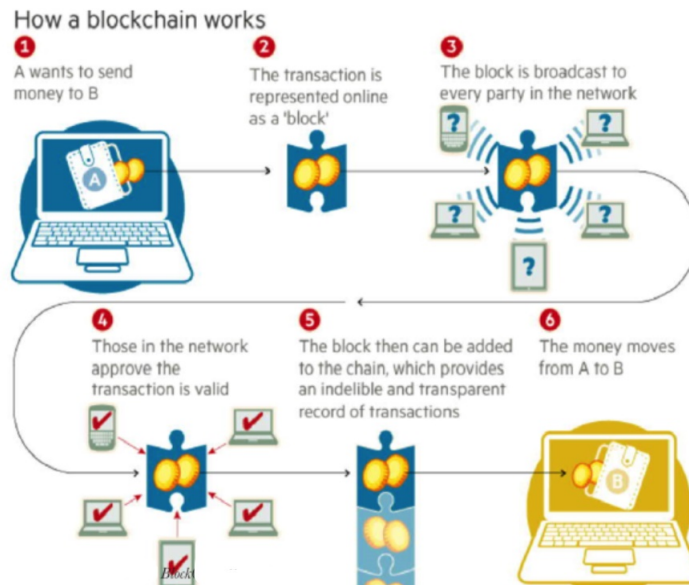 How a blockchain works
1
A wants to send
money to B
A
2
The transaction is
represented online
as a 'block'
3
The block is broadcast to
every party in the network
?
?
?
?
?
4
Those in the network
approve the
transaction is valid
5
The block then can be added
to the chain, which provides
an indelible and transparent
record of transactions
6
The money moves
from A to B
B